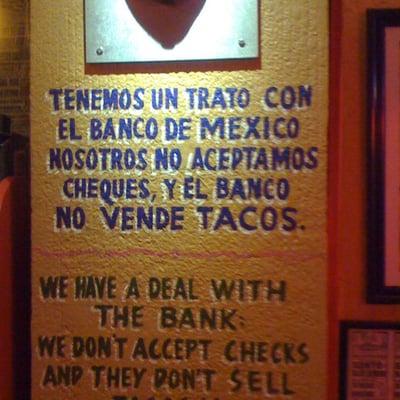 TENEMOS UN TRATO CON
EL BANCO DE MEXICO
NOSOTROS NO ACEPTAMOS
CHEQUES, Y EL BANCO
NO VENDE TACOS.
WE HAVE A DEAL WITH
THE BANK:
WE DON'T ACCEPT CHECKS
AND THEY DON'T SELL